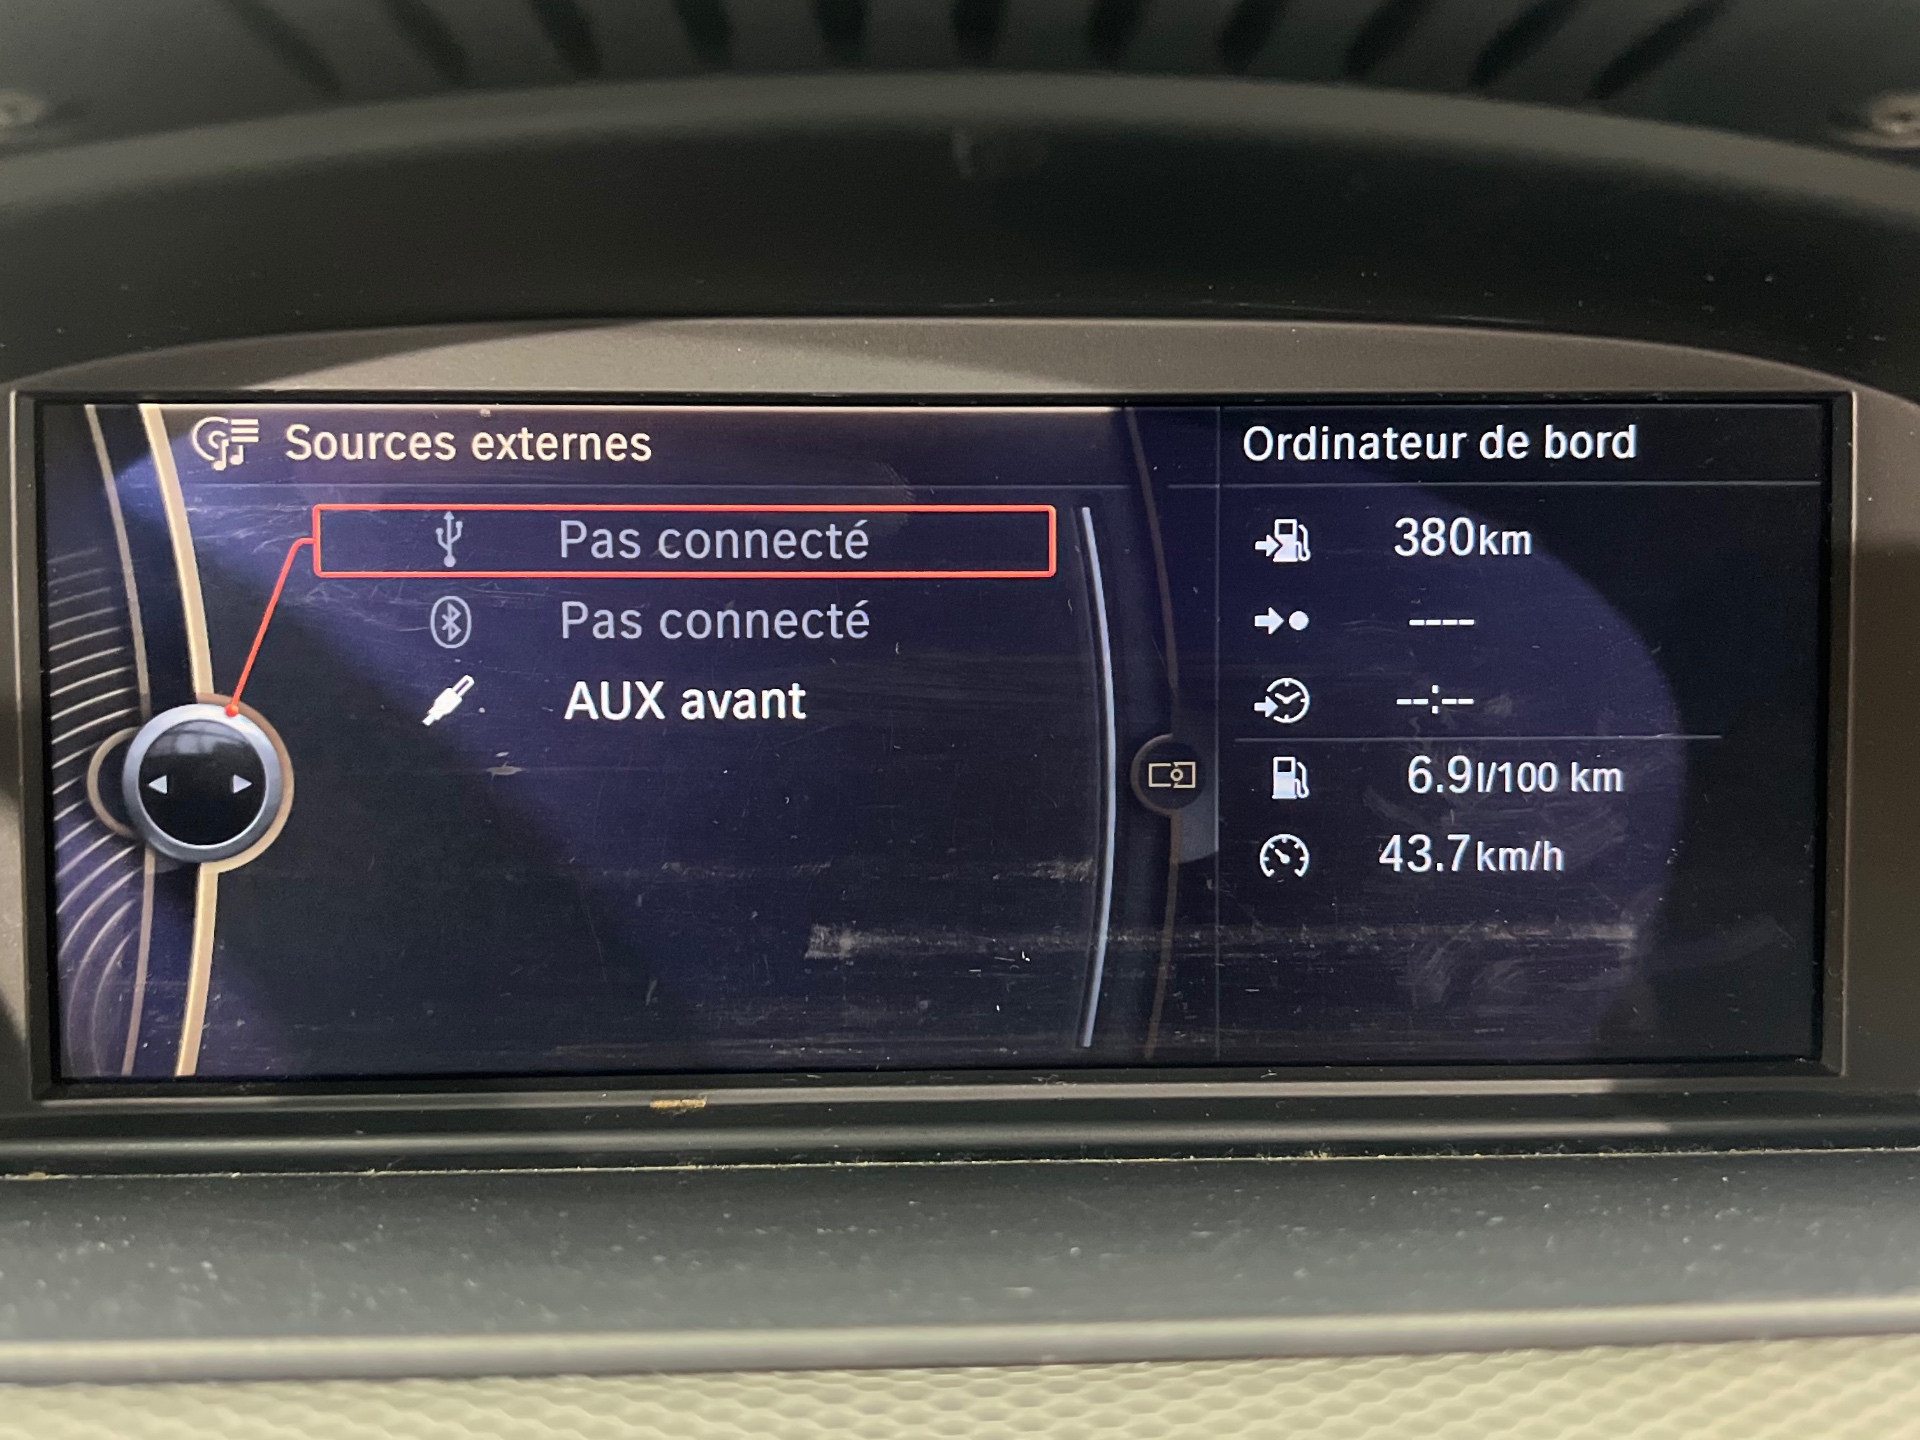 Sources externes
Pas connecté
Pas connecté
AUX avant
Ordinateur de bord
380km
----
--:--
6.9l/100 km
43.7km/h